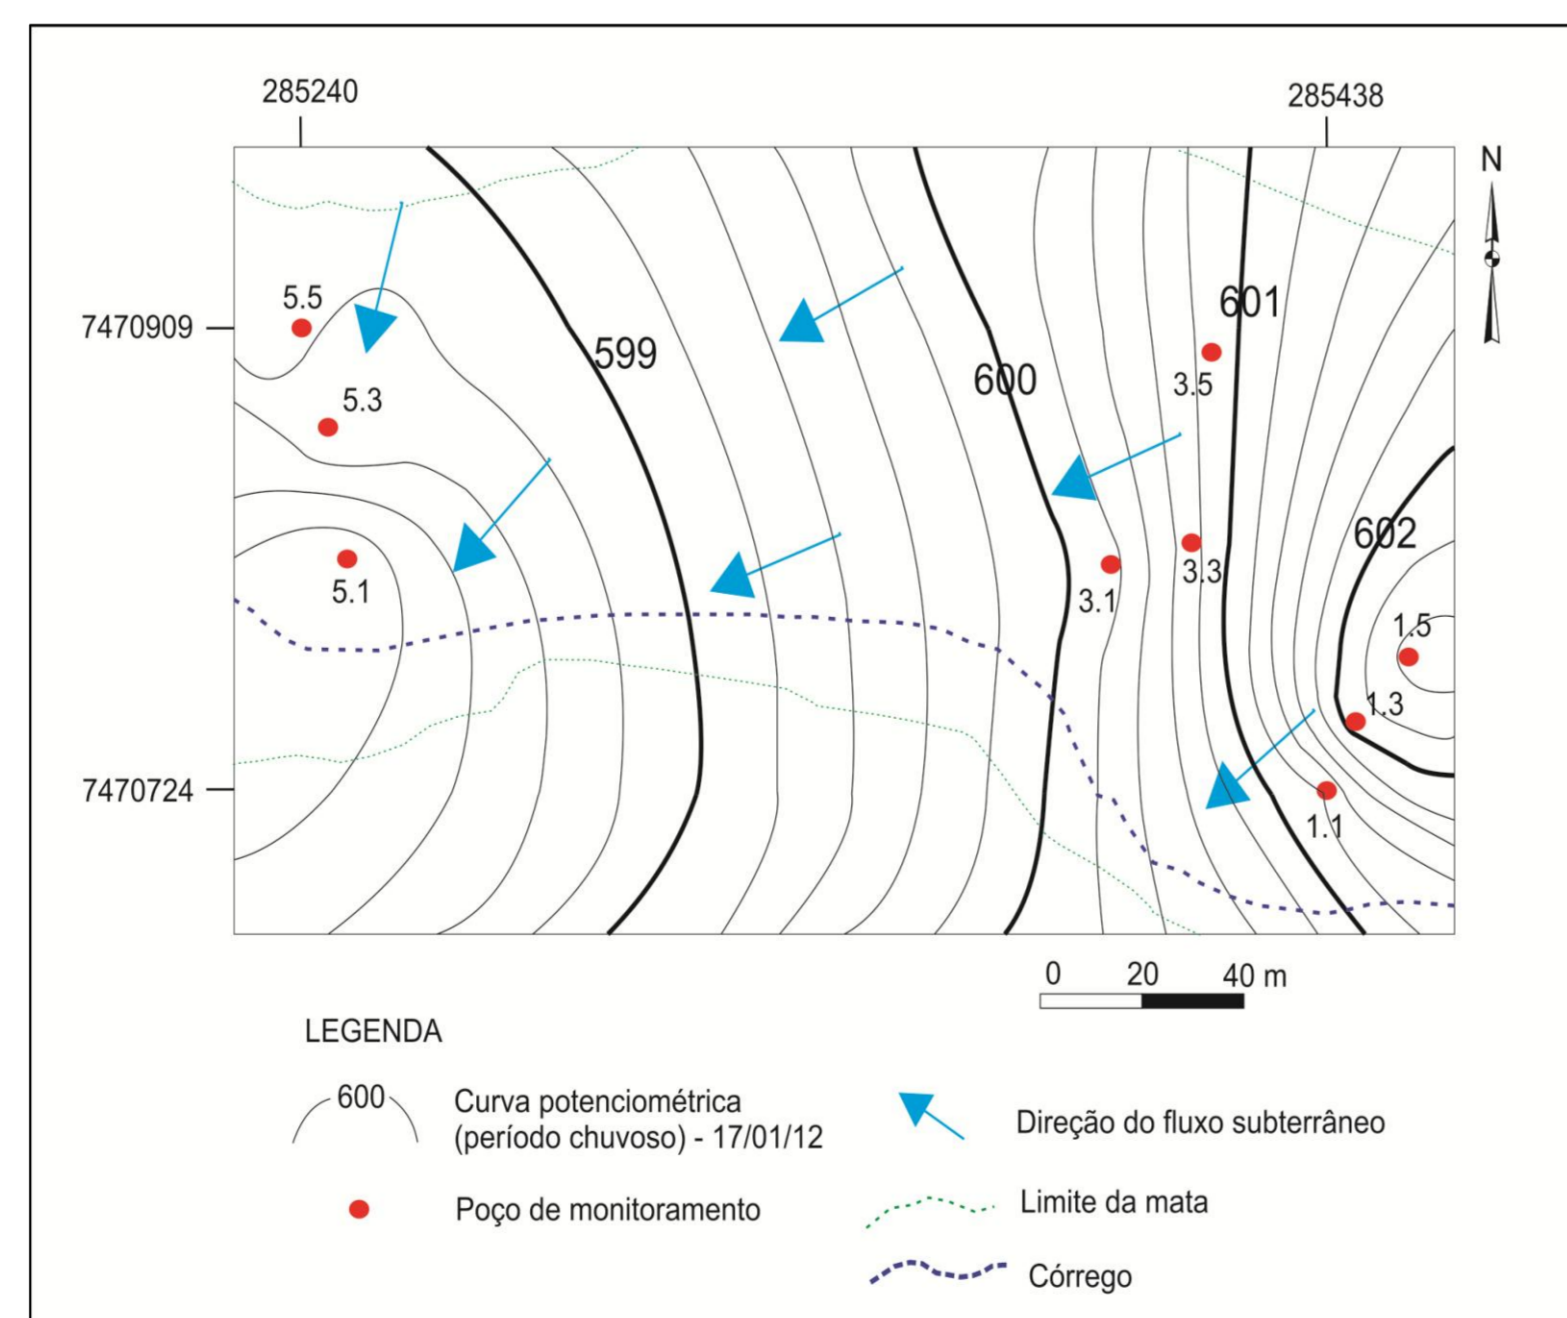 285240
285438
N
5.5
7470909
601
599
5.3
600
3.5
602
5.1
3.3
3.1
1.5
1.3
7470724
1.1
0 20 40 m
LEGENDA
600
Curva potenciométrica
(período chuvoso) - 17/01/12
Direção do fluxo subterrâneo
Poço de monitoramento
Limite da mata
Córrego